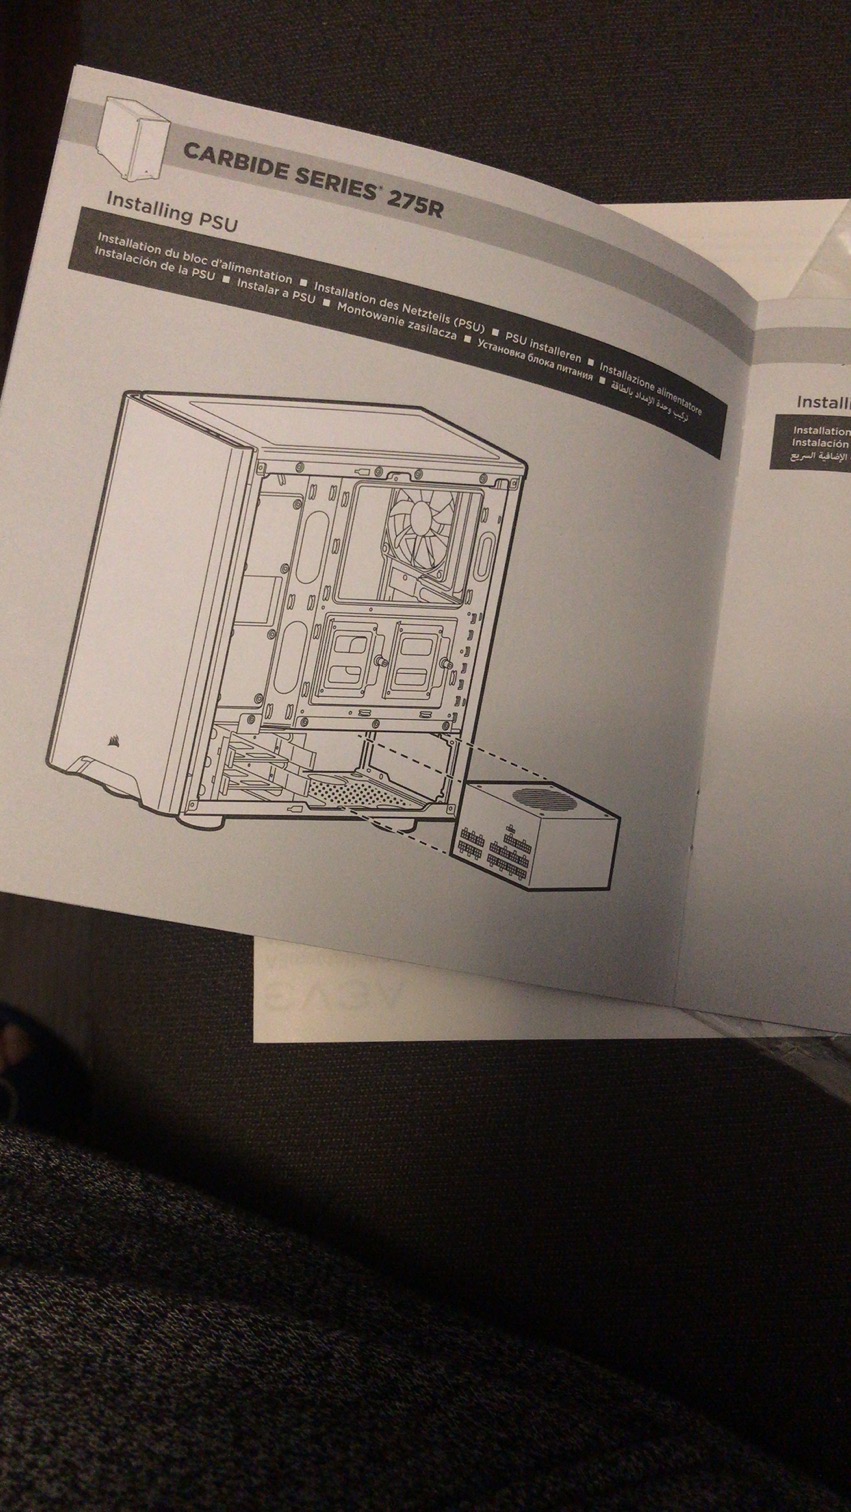 CARBIDE SERIES® 275R
Installing PSU
Installation du bloc d'alimentation ■ Installation des Netzteils (PSU) ■ PSU installeren ■ Installazione alimentatore
Instalación de la PSU ■ Instalar a PSU ■ Montowanie zasilacza ■ Установка блока питания ■ تركيب وحدة الإمداد بالطاقة
Install
Installation
Instalación
الإضافية السريع
EVGA